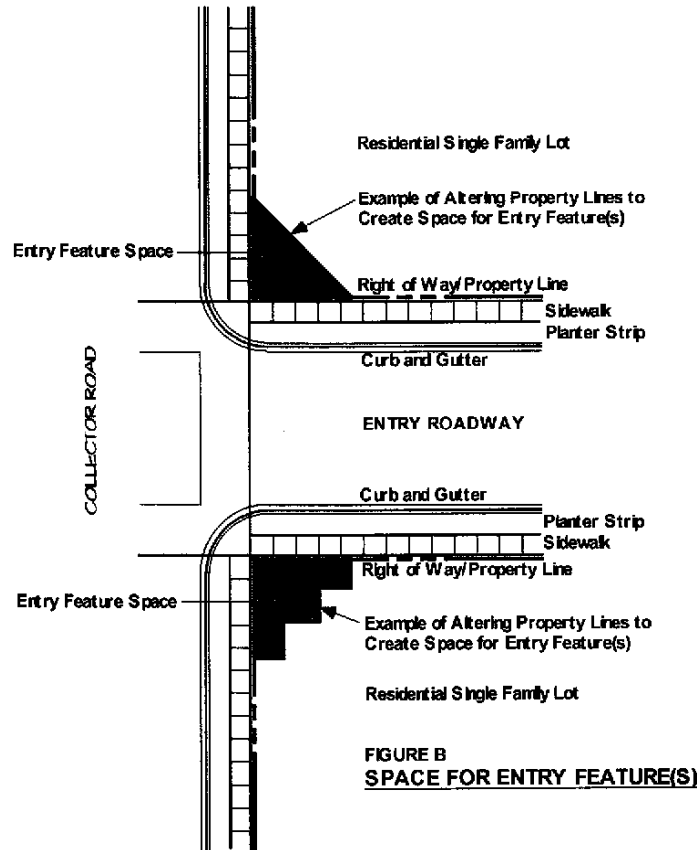 Residential Single Family Lot
Example of Altering Property Lines to
Create Space for Entry Feature(s)
Entry Feature Space
Right of Way/Property Line
Sidewalk
Planter Strip
Curb and Gutter
COLLECTOR ROAD
ENTRY ROADWAY
Curb and Gutter
Planter Strip
Sidewalk
Right of Way/Property Line
Entry Feature Space
Example of Altering Property Lines to
Create Space for Entry Feature(s)
Residential Single Family Lot
FIGURE B
SPACE FOR ENTRY FEATURE(S)